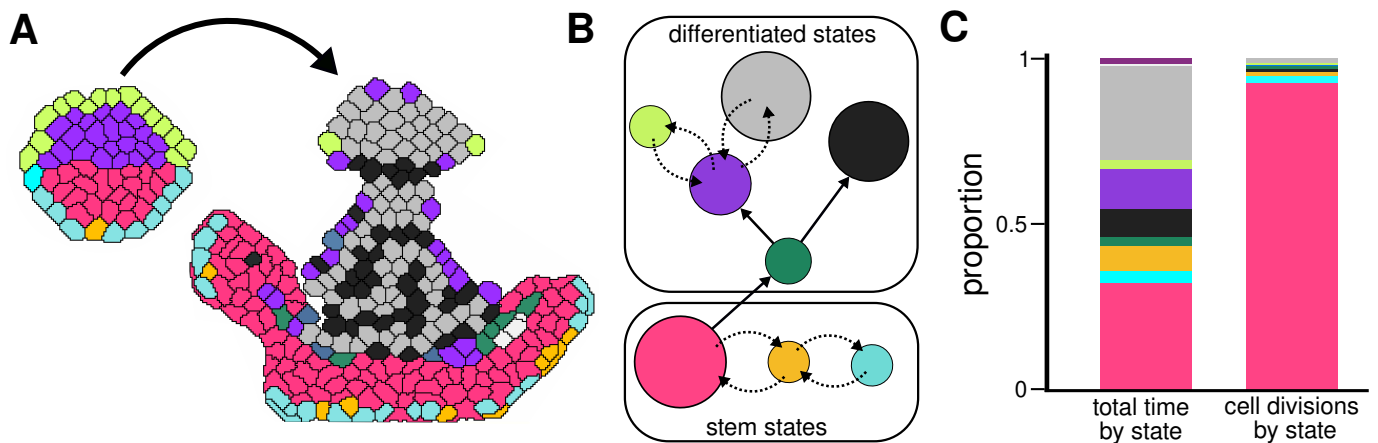 A
B
differentiated states
stem states
C
proportion
1
0.5
0
total time
by state
cell divisions
by state